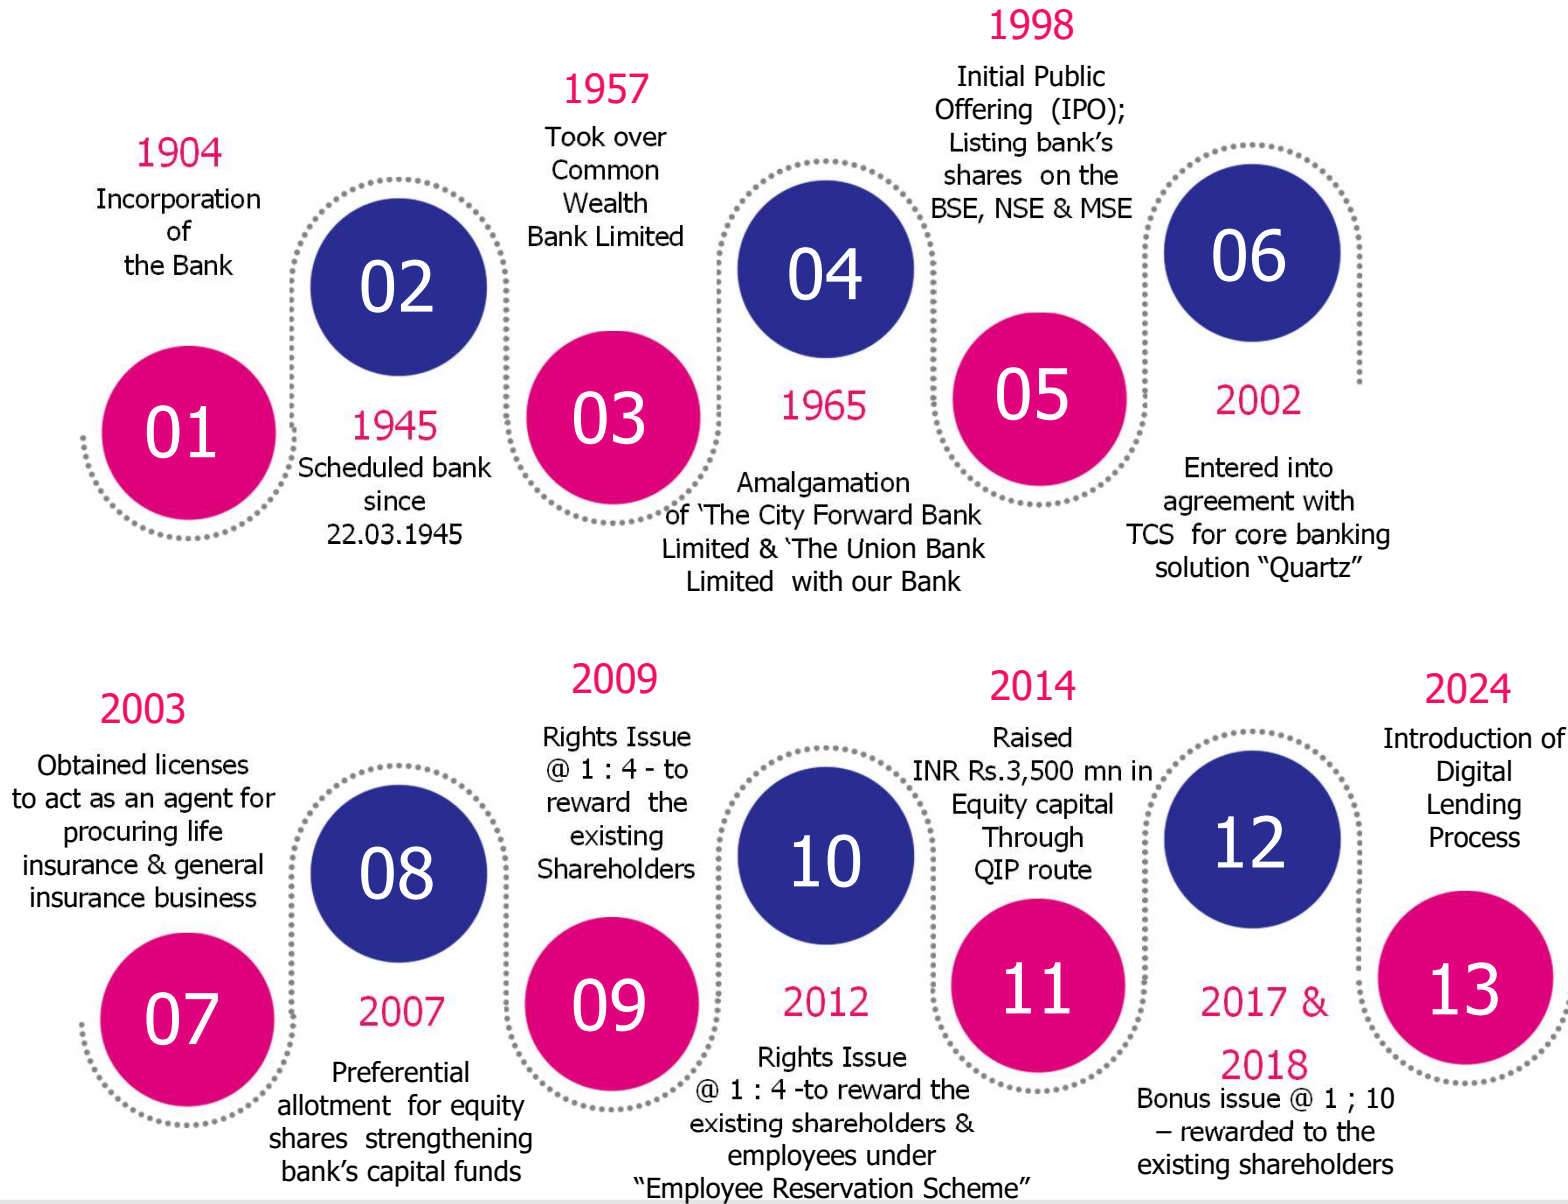 1904
Incorporation
of
the Bank
01
02
1945
Scheduled bank
since
22.03.1945
1957
Took over
Common
Wealth
Bank Limited
03
04
1965
Amalgamation
of ‘The City Forward Bank
Limited & ‘The Union Bank
Limited with our Bank
1998
Initial Public
Offering (IPO);
Listing bank’s
shares on the
BSE, NSE & MSE
05
06
2002
Entered into
agreement with
TCS for core banking
solution “Quartz”
2003
Obtained licenses
to act as an agent for
procuring life
insurance & general
insurance business
07
08
2007
Preferential
allotment for equity
shares strengthening
bank’s capital funds
2009
Rights Issue
@ 1 : 4 - to
reward the
existing
Shareholders
09
10
2012
Rights Issue
@ 1 : 4 -to reward the
existing shareholders &
employees under
“Employee Reservation Scheme”
2014
Raised
INR Rs.3,500 mn in
Equity capital
Through
QIP route
11
12
2017 &
2018
Bonus issue @ 1 ; 10
– rewarded to the
existing shareholders
2024
Introduction of
Digital
Lending
Process
13